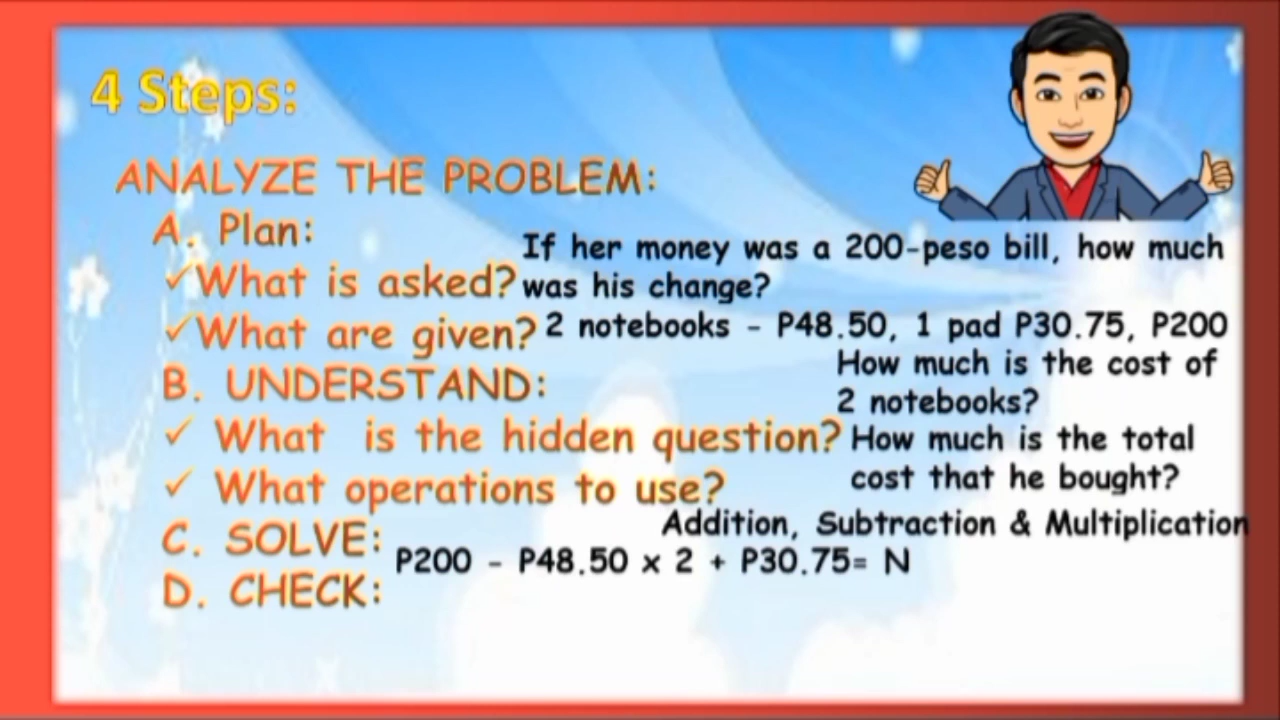 4 Steps:
ANALYZE THE PROBLEM:
A. Plan:
✓What is asked? If her money was a 200-peso bill, how much
was his change?
✓What are given? 2 notebooks - P48.50, 1 pad P30.75, P200
B. UNDERSTAND:
✓ What is the hidden question? How much is the cost of
2 notebooks?
How much is the total
cost that he bought?
✓ What operations to use? Addition, Subtraction & Multiplication
C. SOLVE: P200 - P48.50 x 2 + P30.75= N
D. CHECK: